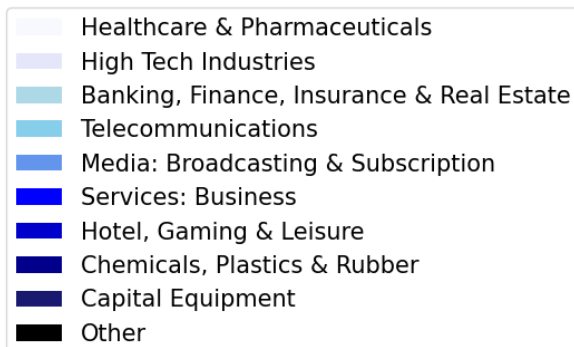 Healthcare & Pharmaceuticals
High Tech Industries
Banking, Finance, Insurance & Real Estate
Telecommunications
Media: Broadcasting & Subscription
Services: Business
Hotel, Gaming & Leisure
Chemicals, Plastics & Rubber
Capital Equipment
Other